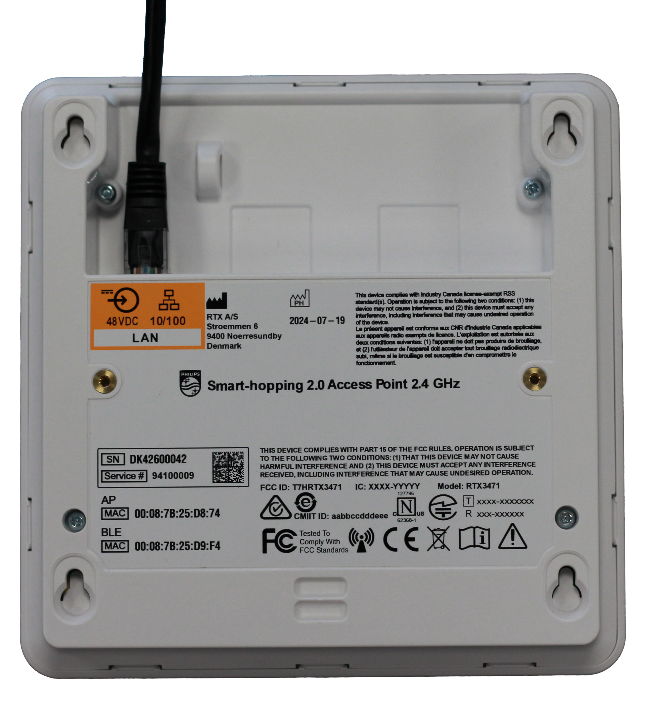 48VDC 10/100
LAN
RTX A/S
Stroemmen 6
9400 Noerresundby
Denmark
PH
2024-07-19
This device complies with Industry Canada license-exempt RSS
standard(s). Operation is subject to the following two conditions: (1) this
device may not cause interference, and (2) this device must accept any
interference, including interference that may cause undesired operation
of the device.
Le présent appareil est conforme aux CNR d'Industrie Canada applicables
aux appareils radio exempts de licence. L'exploitation est autorisée aux
deux conditions suivantes: (1) l'appareil ne doit pas produire de brouillage,
et (2) l'utilisateur de l'appareil doit accepter tout brouillage radioélectrique
subi, même si le brouillage est susceptible d'en compromettre le
fonctionnement.
PHILIPS
Smart-hopping 2.0 Access Point 2.4 GHz
SN DK42600042
Service # 94100009
AP
MAC 00:08:7B:25:D8:74
BLE
MAC 00:08:7B:25:D9:F4
THIS DEVICE COMPLIES WITH PART 15 OF THE FCC RULES. OPERATION IS SUBJECT
TO THE FOLLOWING TWO CONDITIONS: (1) THAT THIS DEVICE MAY NOT CAUSE
HARMFUL INTERFERENCE AND (2) THIS DEVICE MUST ACCEPT ANY INTERFERENCE
RECEIVED, INCLUDING INTERFERENCE THAT MAY CAUSE UNDESIRED OPERATION.
FCC ID: T7HRTX3471 IC: XXXX-YYYYY Model: RTX3471
CMIIT ID: aabbccdddeee
N
62368-1
T xxxx-xxxxxxx
R xxx-xxxxxx
FC Tested To
Comply With
FCC Standards
CE